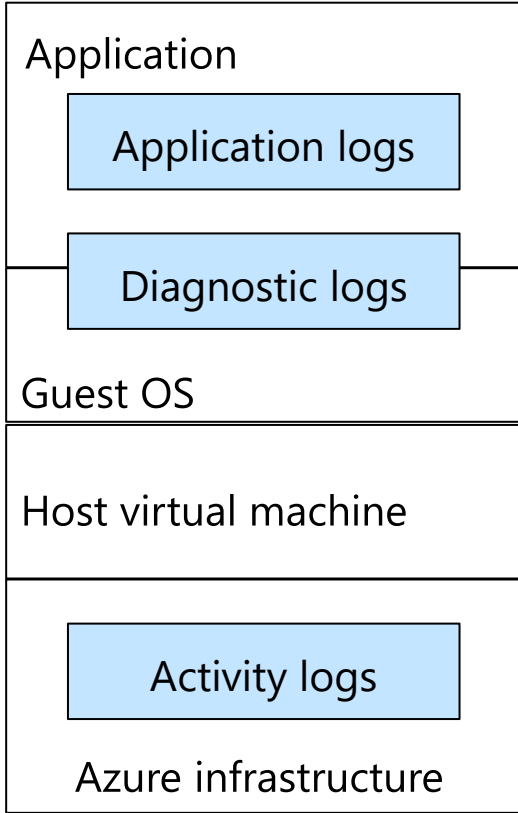 Application
Application logs
Diagnostic logs
Guest OS
Host virtual machine
Activity logs
Azure infrastructure